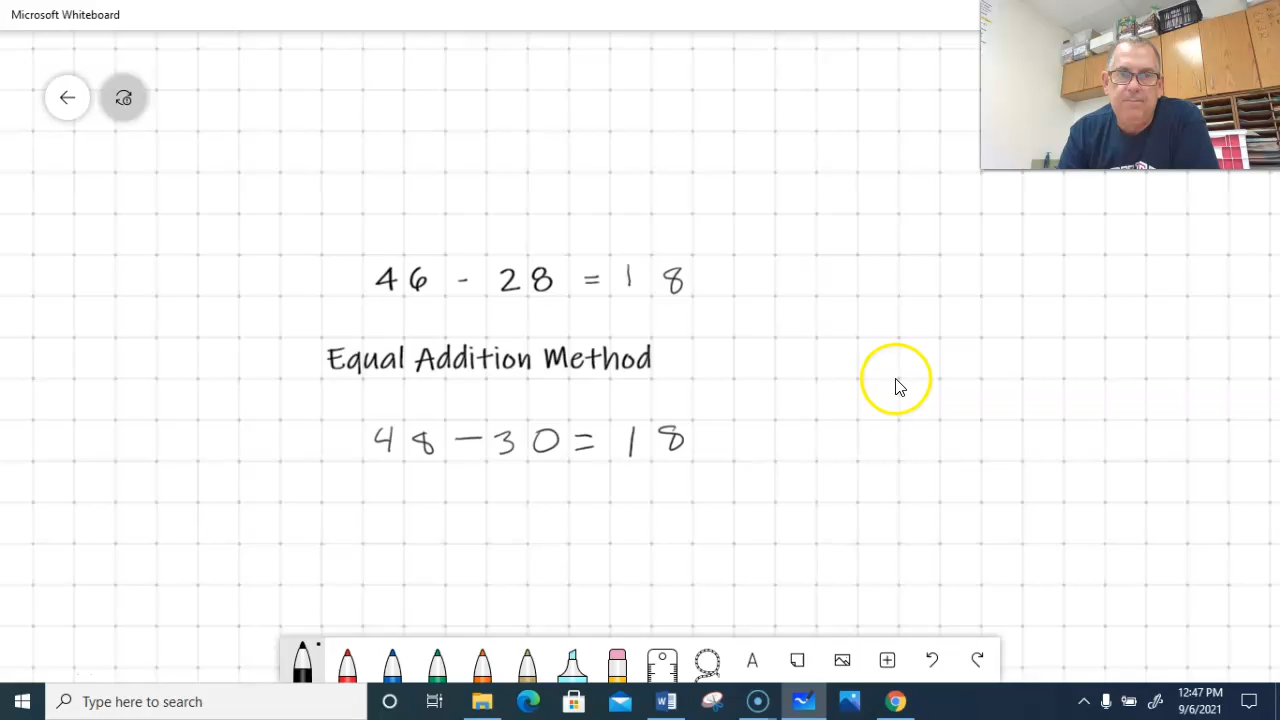 Microsoft Whiteboard
46 - 28 = 18
Equal Addition Method
48 - 30 = 18
A
Type here to search
12:47 PM
9/6/2021